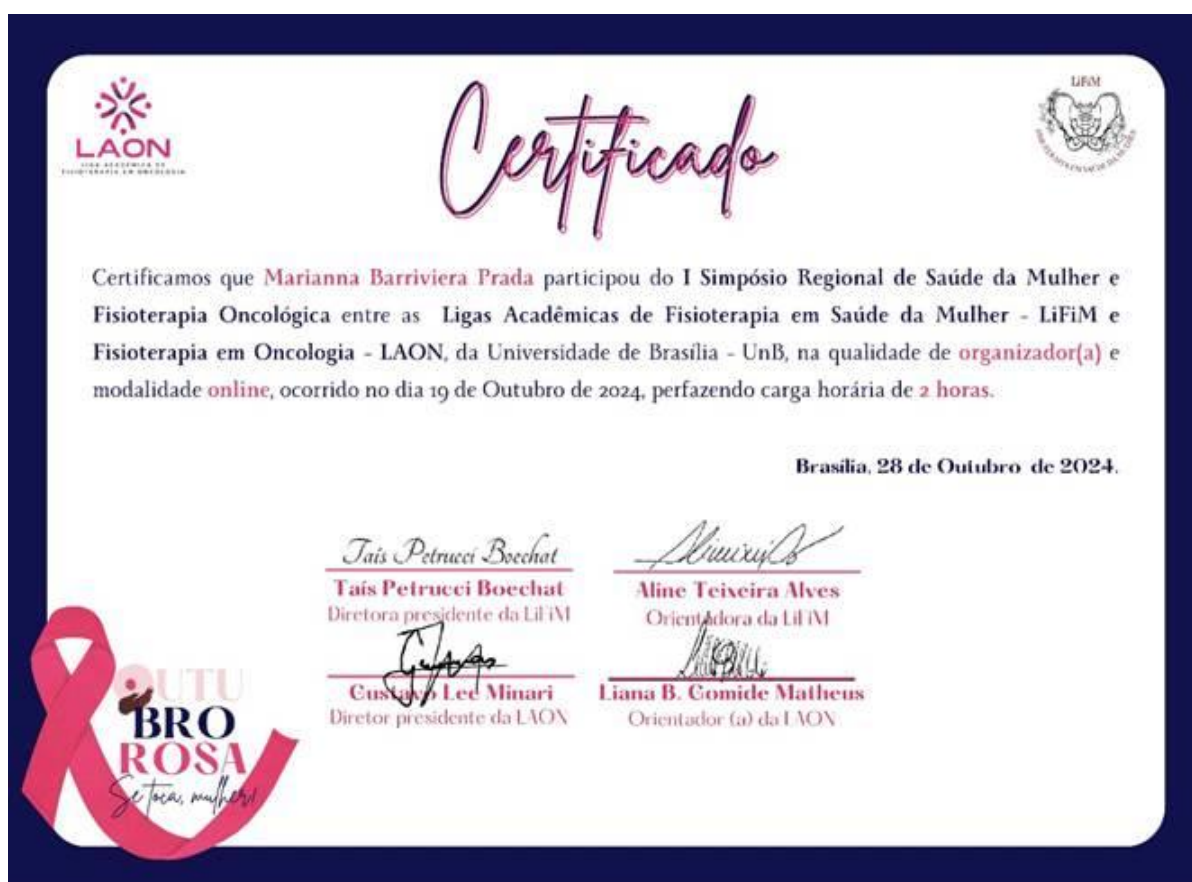 LAON
LIGA ACADÊMICA DE
FISIOTERAPIA EM ONCOLOGIA
Certificado
LiFiM
Certificamos que Marianna Barriviera Prada participou do I Simpósio Regional de Saúde da Mulher e
Fisioterapia Oncológica entre as Ligas Acadêmicas de Fisioterapia em Saúde da Mulher - LiFiM e
Fisioterapia em Oncologia - LAON, da Universidade de Brasília - UnB, na qualidade de organizador(a) e
modalidade online, ocorrido no dia 19 de Outubro de 2024, perfazendo carga horária de 2 horas.
Brasília, 28 de Outubro de 2024.
Taís Petrucci Boechat
Taís Petrucci Boechat
Diretora presidente da LiFiM
Aline Teixeira Alves
Orientadora da LiFiM
Gustavo
Gustavo Lee Minari
Diretor presidente da LAON
Liana B. Gomide Matheus
Orientador (a) da LAON
OUTU
BRO
ROSA
Se toca, mulher!